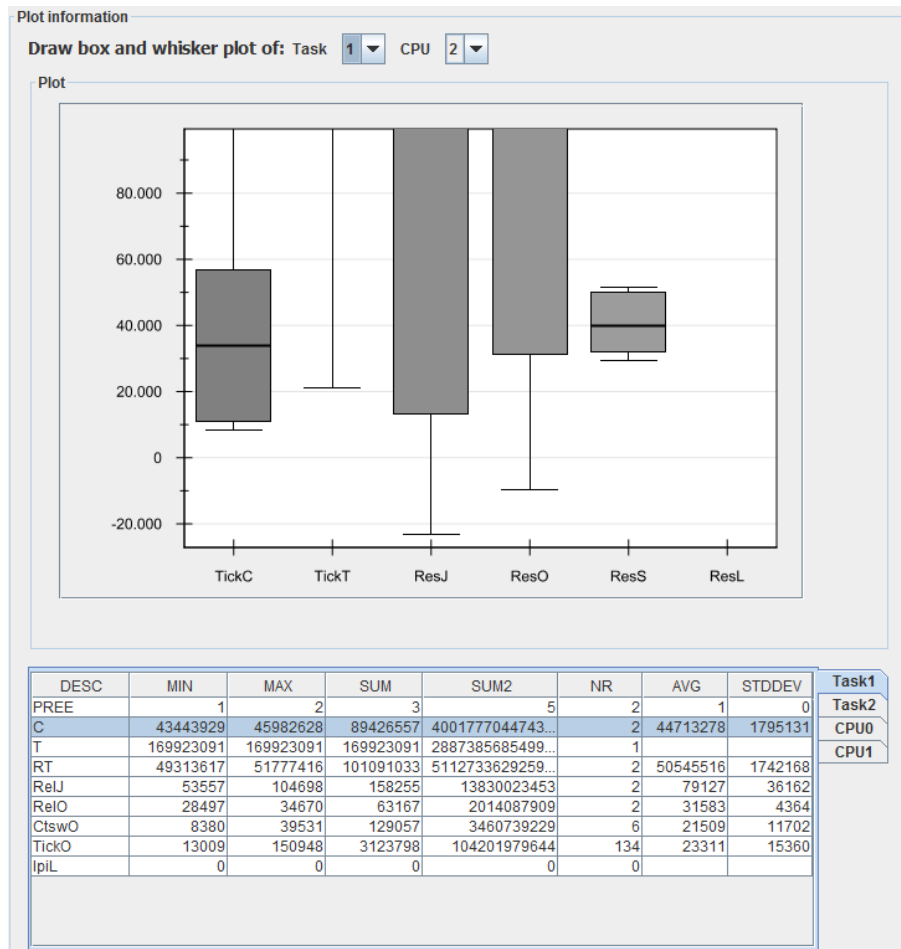 Plot information
Draw box and whisker plot of: Task 1 CPU 2
Plot
80.000
60.000
40.000
20.000
0
-20.000
TickC TickT ResJ ResO ResS ResL
DESC MIN MAX SUM SUM2 NR AVG STDDEV
PREE 1 2 3 5 2 1 0
C 43443929 45982628 89426557 4001777044743... 2 44713278 1795131
T 169923091 169923091 169923091 2887385685499... 1
RT 49313617 51777416 101091033 5112733629259... 2 50545516 1742168
RelJ 53557 104698 158255 13830023453 2 79127 36162
RelO 28497 34670 63167 2014087909 2 31583 4364
CtswO 8380 39531 129057 3460739229 6 21509 11702
TickO 13009 150948 3123798 104201979644 134 23311 15360
IpiL 0 0 0 0 0
Task1
Task2
CPU0
CPU1